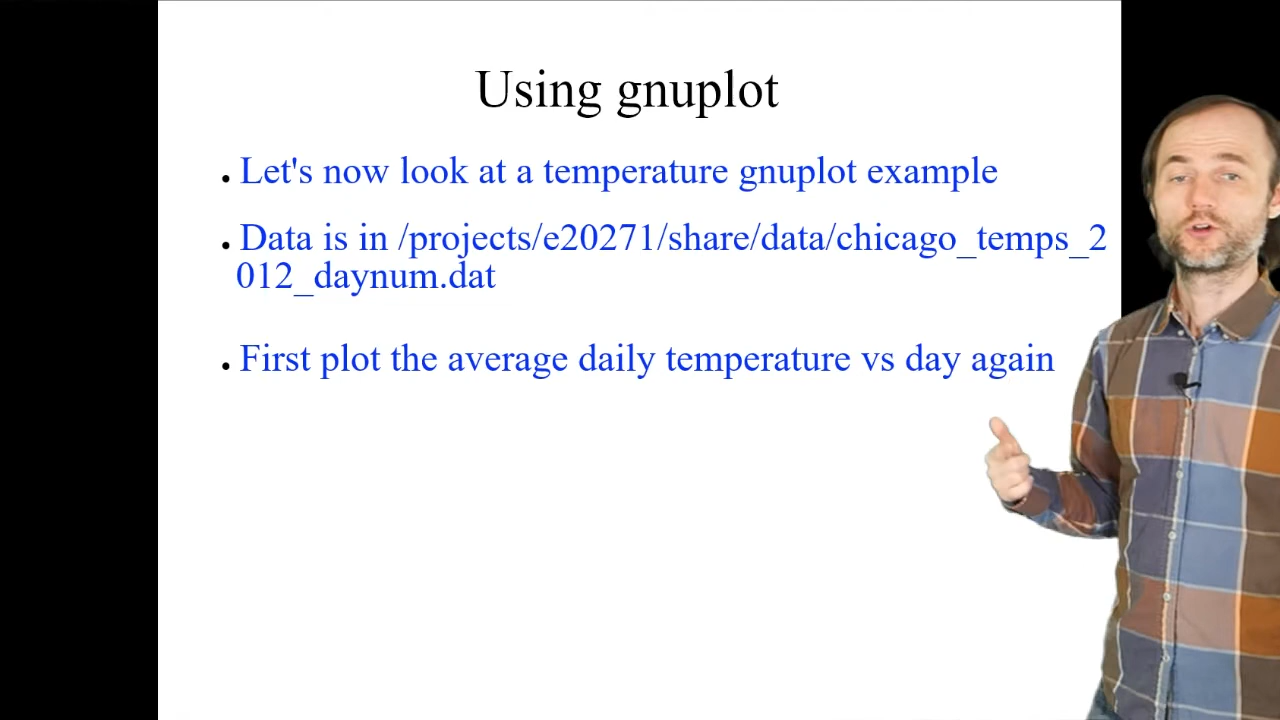 Using gnuplot
Let's now look at a temperature gnuplot example
Data is in /projects/e20271/share/data/chicago_temps_2
012_daynum.dat
First plot the average daily temperature vs day again